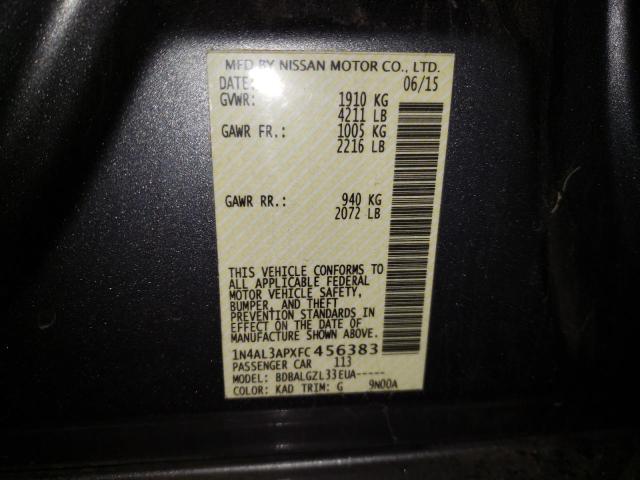 MFD BY NISSAN MOTOR CO., LTD.
DATE: 06/15
GVWR: 1910 KG
4211 LB
GAWR FR.: 1005 KG
2216 LB
GAWR RR.: 940 KG
2072 LB
THIS VEHICLE CONFORMS TO
ALL APPLICABLE FEDERAL
MOTOR VEHICLE SAFETY,
BUMPER, AND THEFT
PREVENTION STANDARDS IN
EFFECT ON THE DATE OF
MANUFACTURE SHOWN ABOVE.
1N4AL3APXFC456383
PASSENGER CAR 113
MODEL: BDBALGZL33EUA-----
COLOR: KAD TRIM: G 9N00A